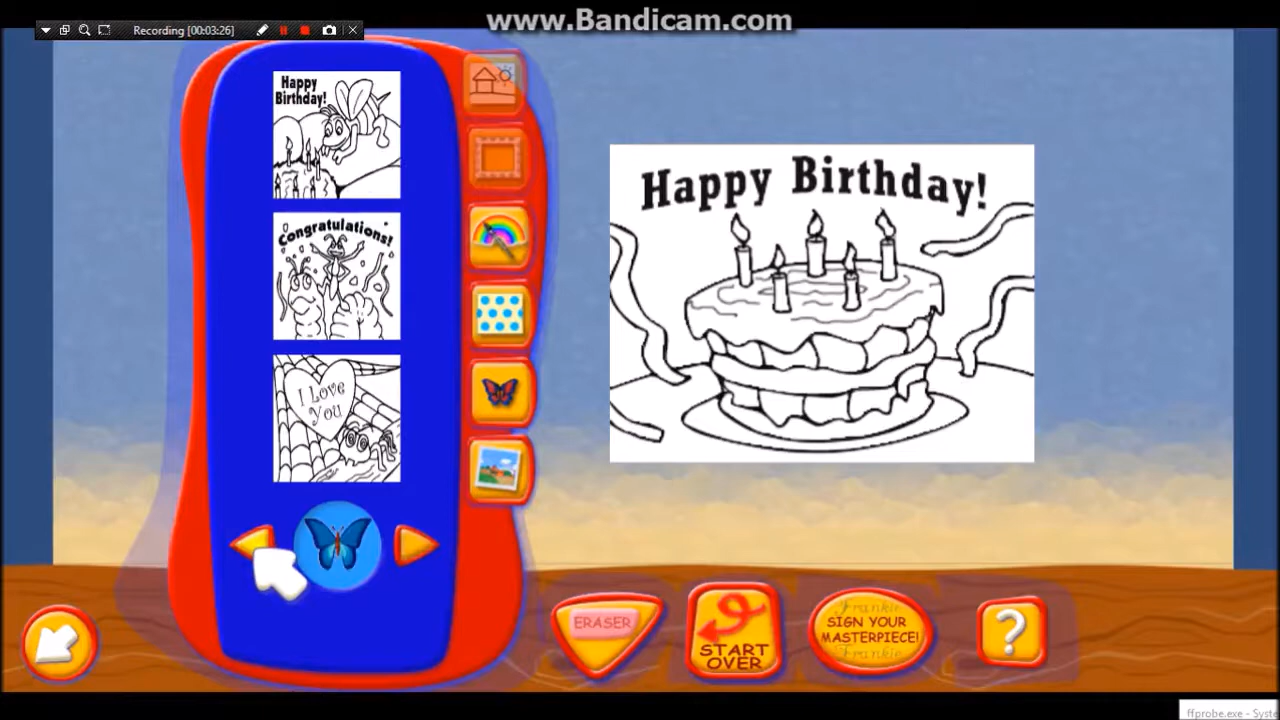 www.Bandicam.com
Recording [00:03:26]
Happy
Birthday!
Congratulations!
I Love
You
Happy Birthday!
ERASER
START
OVER
Frankie
SIGN YOUR
MASTERPIECE!
Frankie
?
ffprobe.exe - Syste